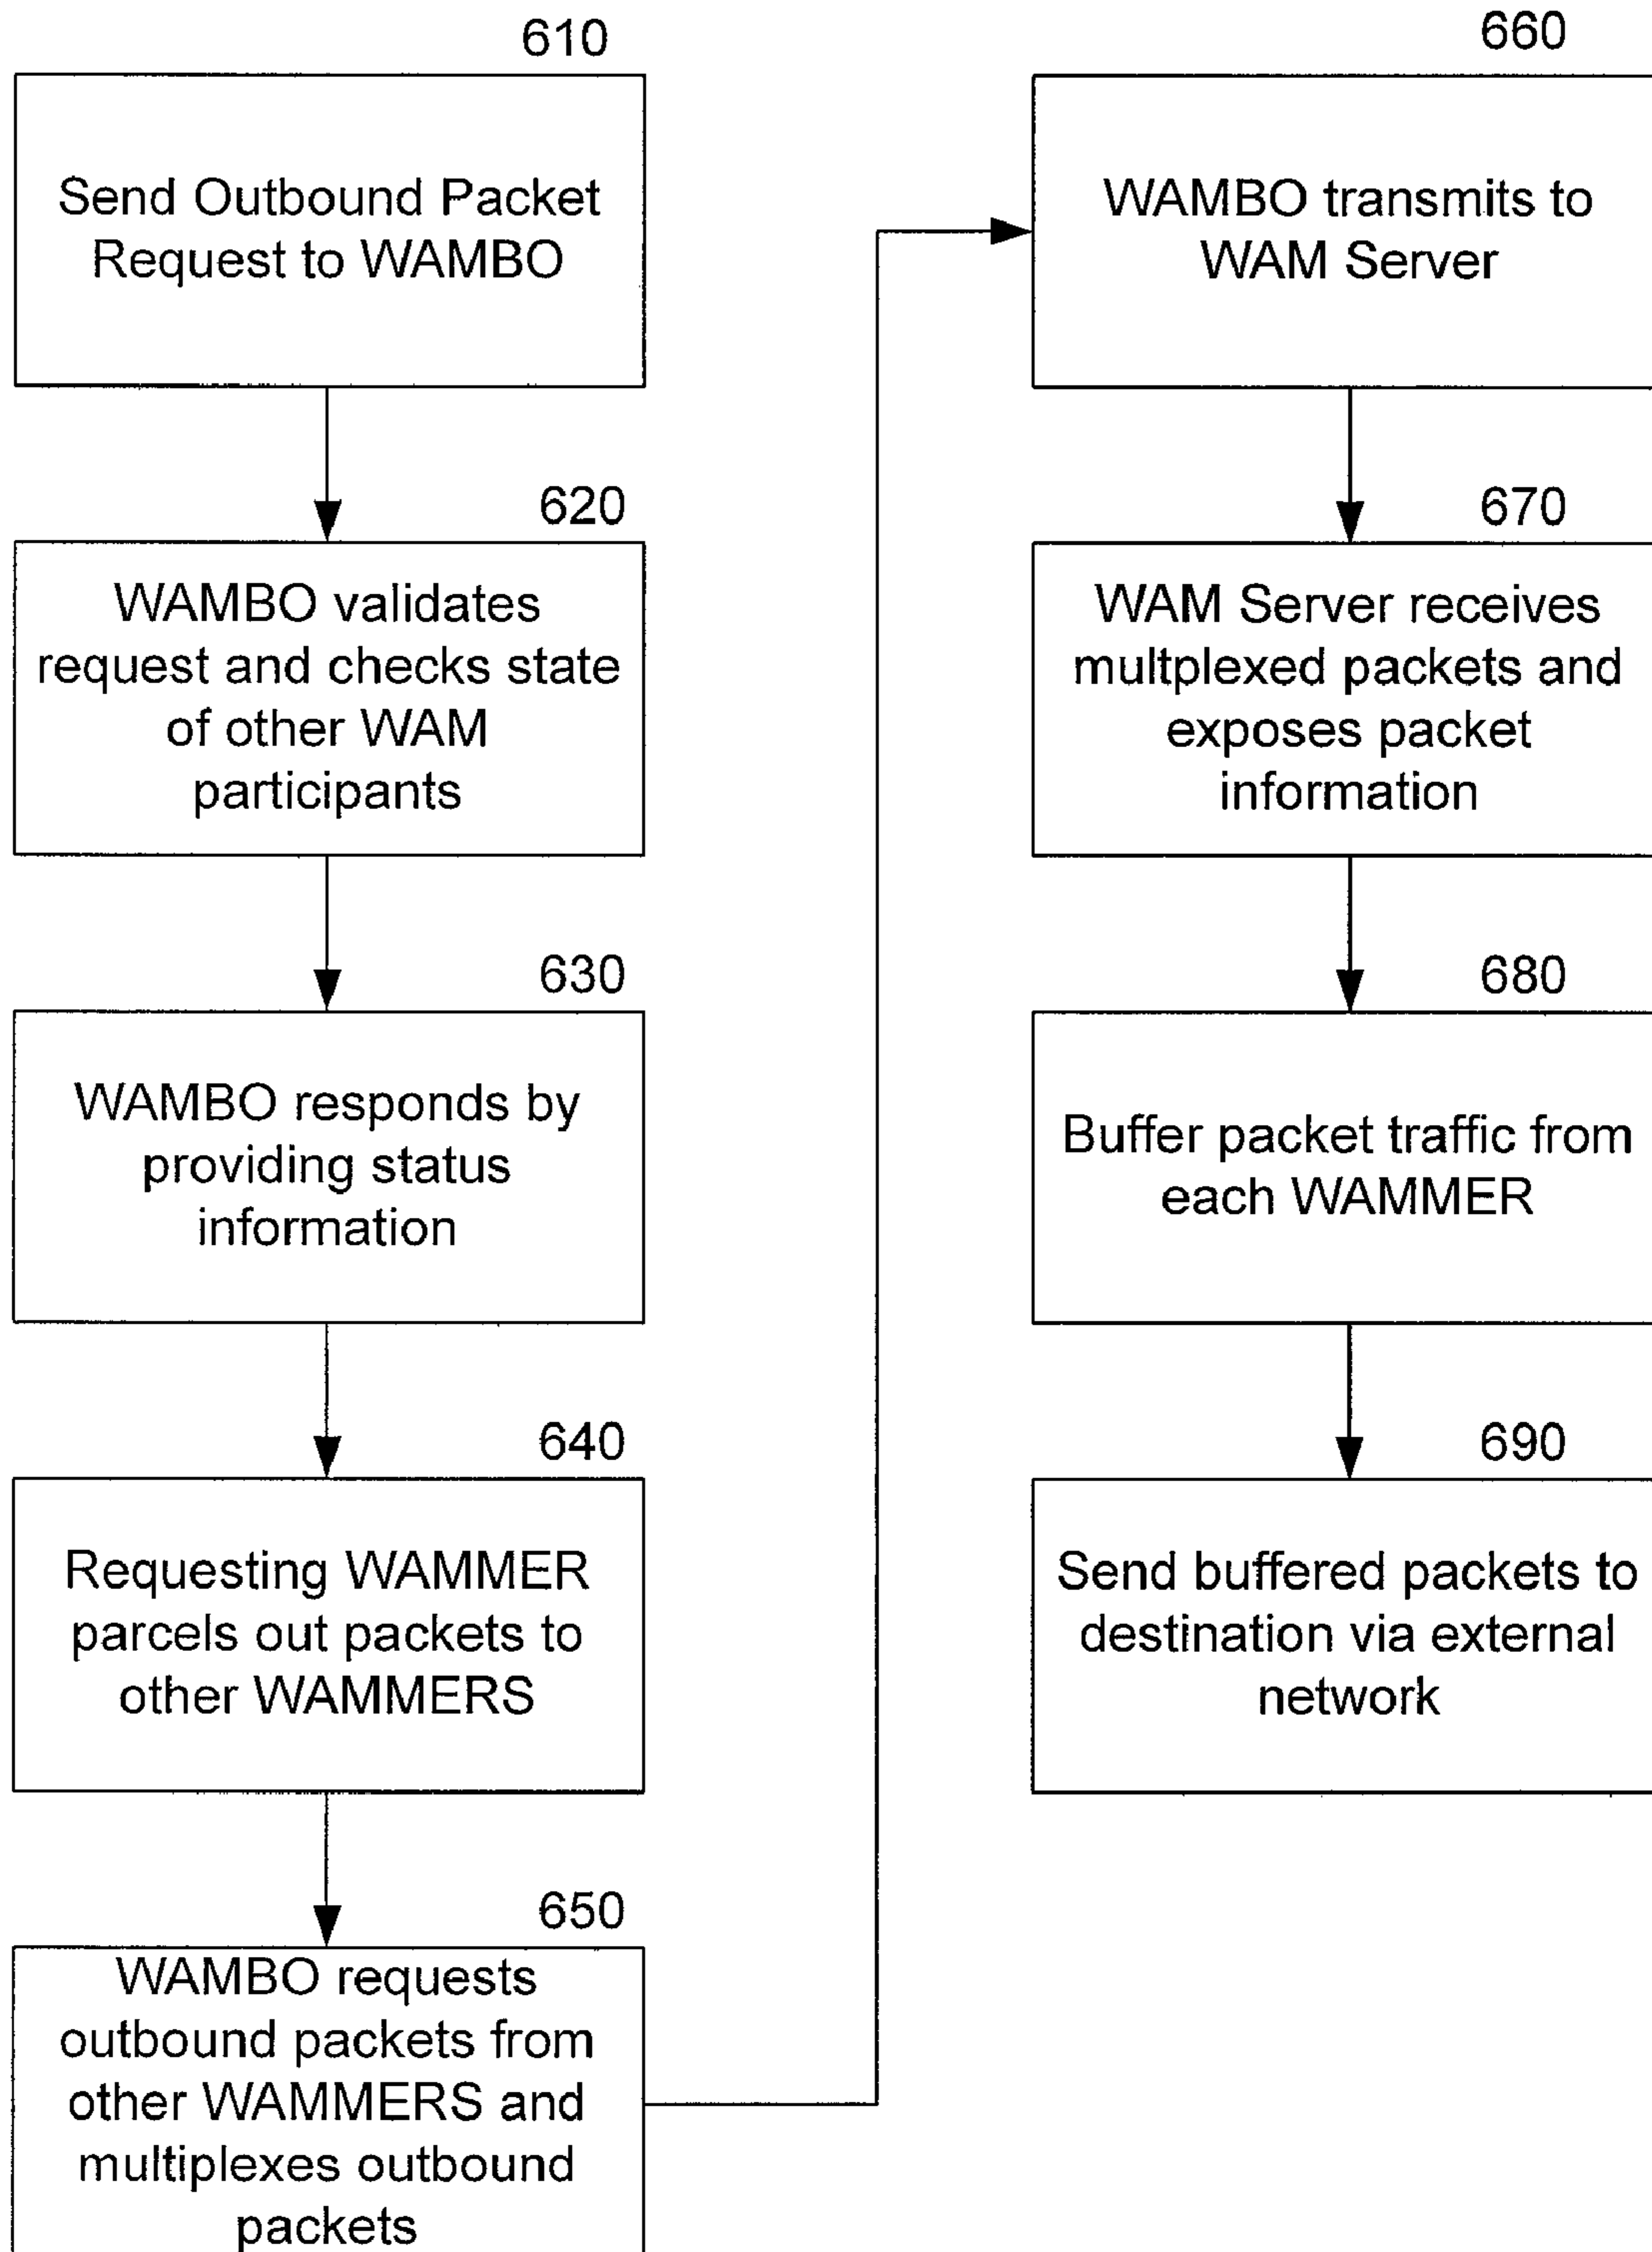 610
Send Outbound Packet
Request to WAMBO
620
WAMBO validates
request and checks state
of other WAM
participants
630
WAMBO responds by
providing status
information
640
Requesting WAMMER
parcels out packets to
other WAMMERS
650
WAMBO requests
outbound packets from
other WAMMERS and
multiplexes outbound
packets
660
WAMBO transmits to
WAM Server
670
WAM Server receives
multplexed packets and
exposes packet
information
680
Buffer packet traffic from
each WAMMER
690
Send buffered packets to
destination via external
network